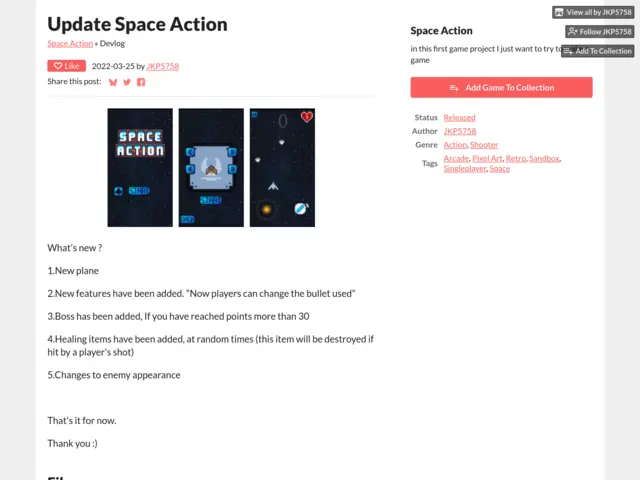 View all by JKP5758
Follow JKP5758
Add To Collection
Update Space Action
Space Action » Devlog
Like
2022-03-25 by JKP5758
Share this post:
SPACE
ACTION
START
What's new ?
1.New plane
2.New features have been added. "Now players can change the bullet used"
3.Boss has been added, If you have reached points more than 30
4.Healing items have been added, at random times (this item will be destroyed if
hit by a player's shot)
5.Changes to enemy appearance
That's it for now.
Thank you :)
Space Action
in this first game project I just want to try to
game
Add Game To Collection
Status Released
Author JKP5758
Genre Action, Shooter
Tags Arcade, Pixel Art, Retro, Sandbox,
Singleplayer, Space